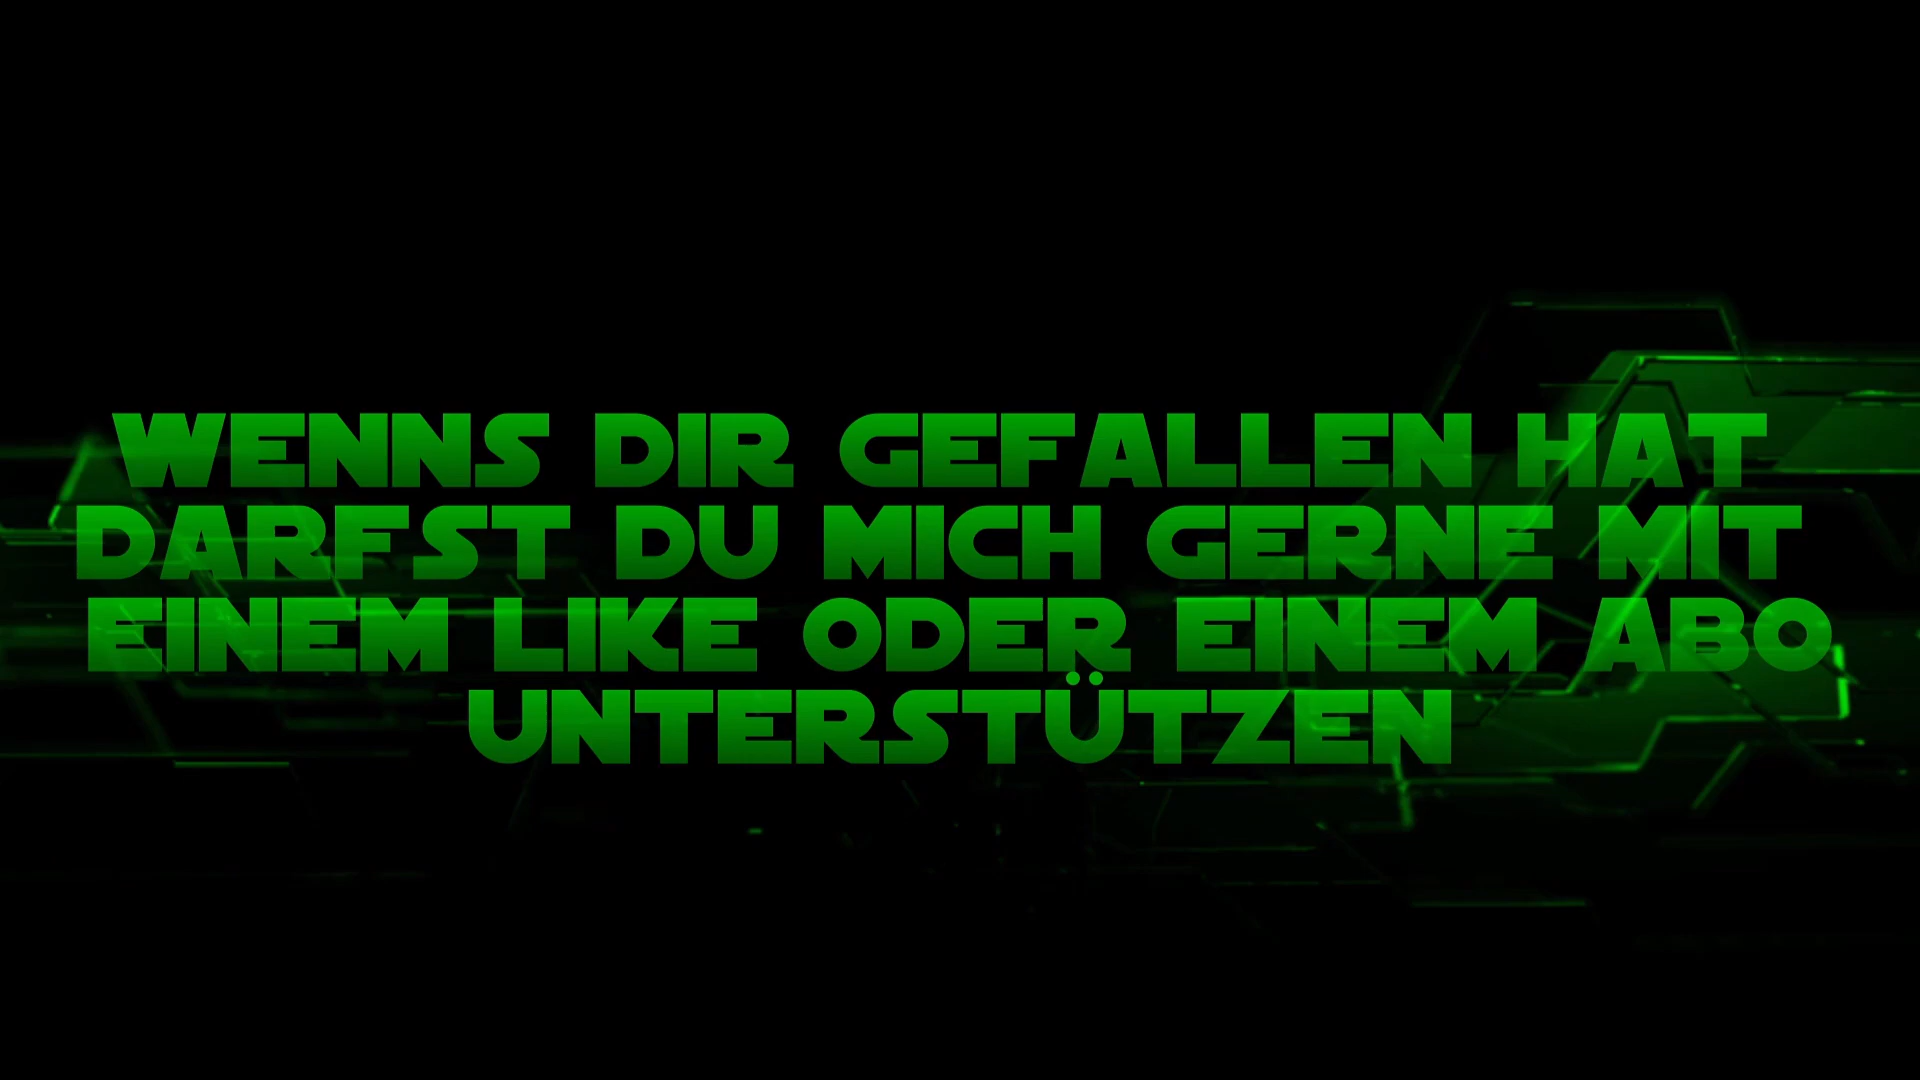 WENNS DIR GEFALLEN HAT
DARFST DU MICH GERNE MIT
EINEM LIKE ODER EINEM ABO
UNTERSTÜTZEN